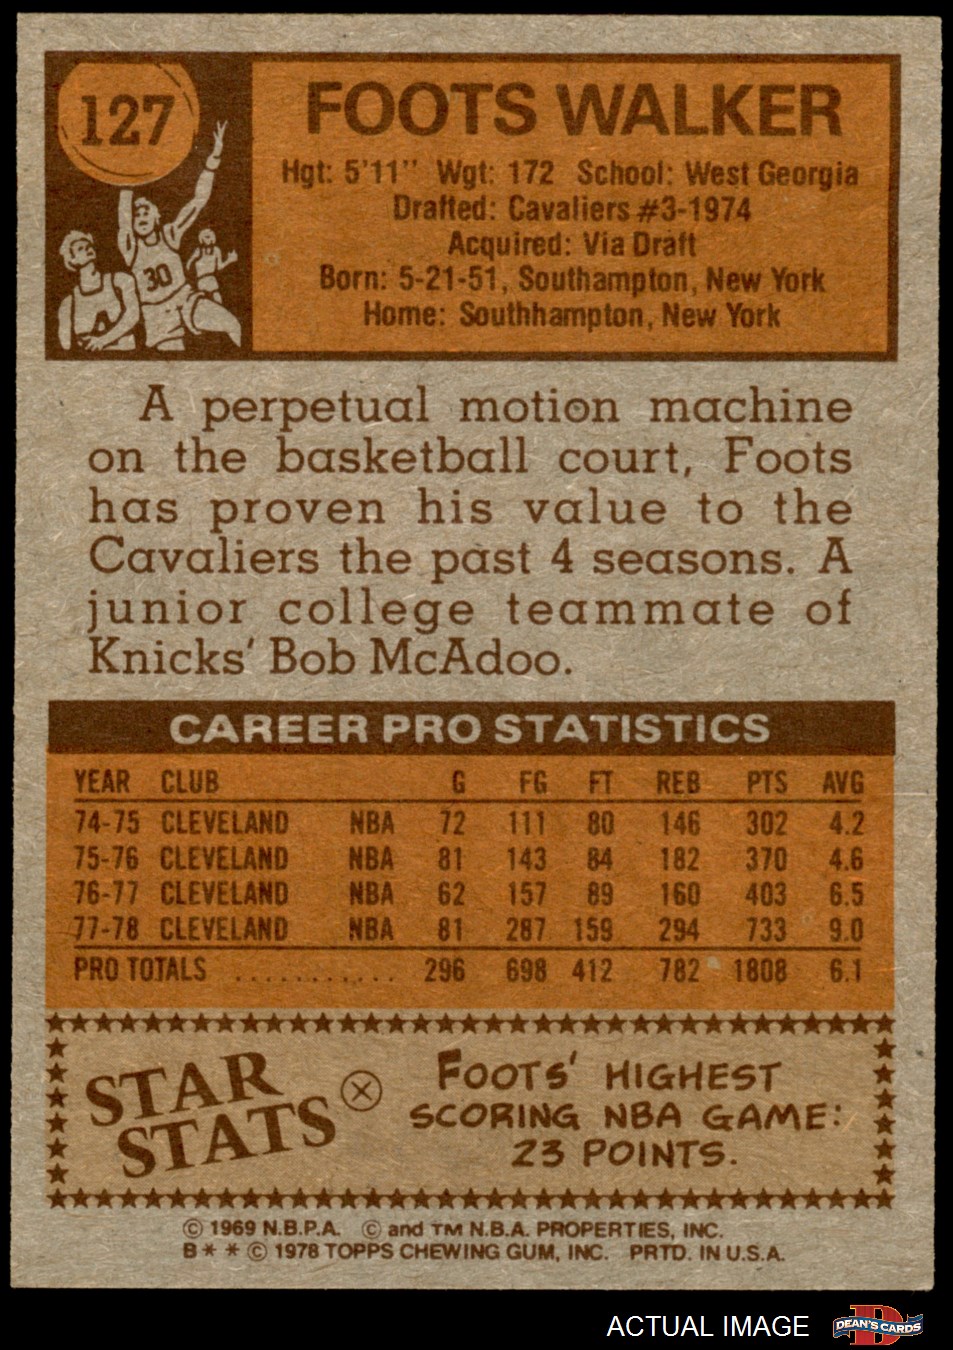 127
FOOTS WALKER
Hgt: 5'11" Wgt: 172 School: West Georgia
Drafted: Cavaliers #3-1974
Acquired: Via Draft
Born: 5-21-51, Southampton, New York
Home: Southhampton, New York
30
A perpetual motion machine
on the basketball court, Foots
has proven his value to the
Cavaliers the past 4 seasons. A
junior college teammate of
Knicks' Bob McAdoo.
CAREER PRO STATISTICS
YEAR CLUB G FG FT REB PTS AVG
74-75 CLEVELAND NBA 72 111 80 146 302 4.2
75-76 CLEVELAND NBA 81 143 84 182 370 4.6
76-77 CLEVELAND NBA 62 157 89 160 403 6.5
77-78 CLEVELAND NBA 81 287 159 294 733 9.0
PRO TOTALS ............ 296 698 412 782 1808 6.1
STAR
STATS
FOOTS' HIGHEST
SCORING NBA GAME:
23 POINTS.
© 1969 N.B.P.A. © and TM N.B.A. PROPERTIES, INC.
B * * © 1978 TOPPS CHEWING GUM, INC. PRTD. IN U.S.A.
ACTUAL IMAGE
D
DEAN'S CARDS